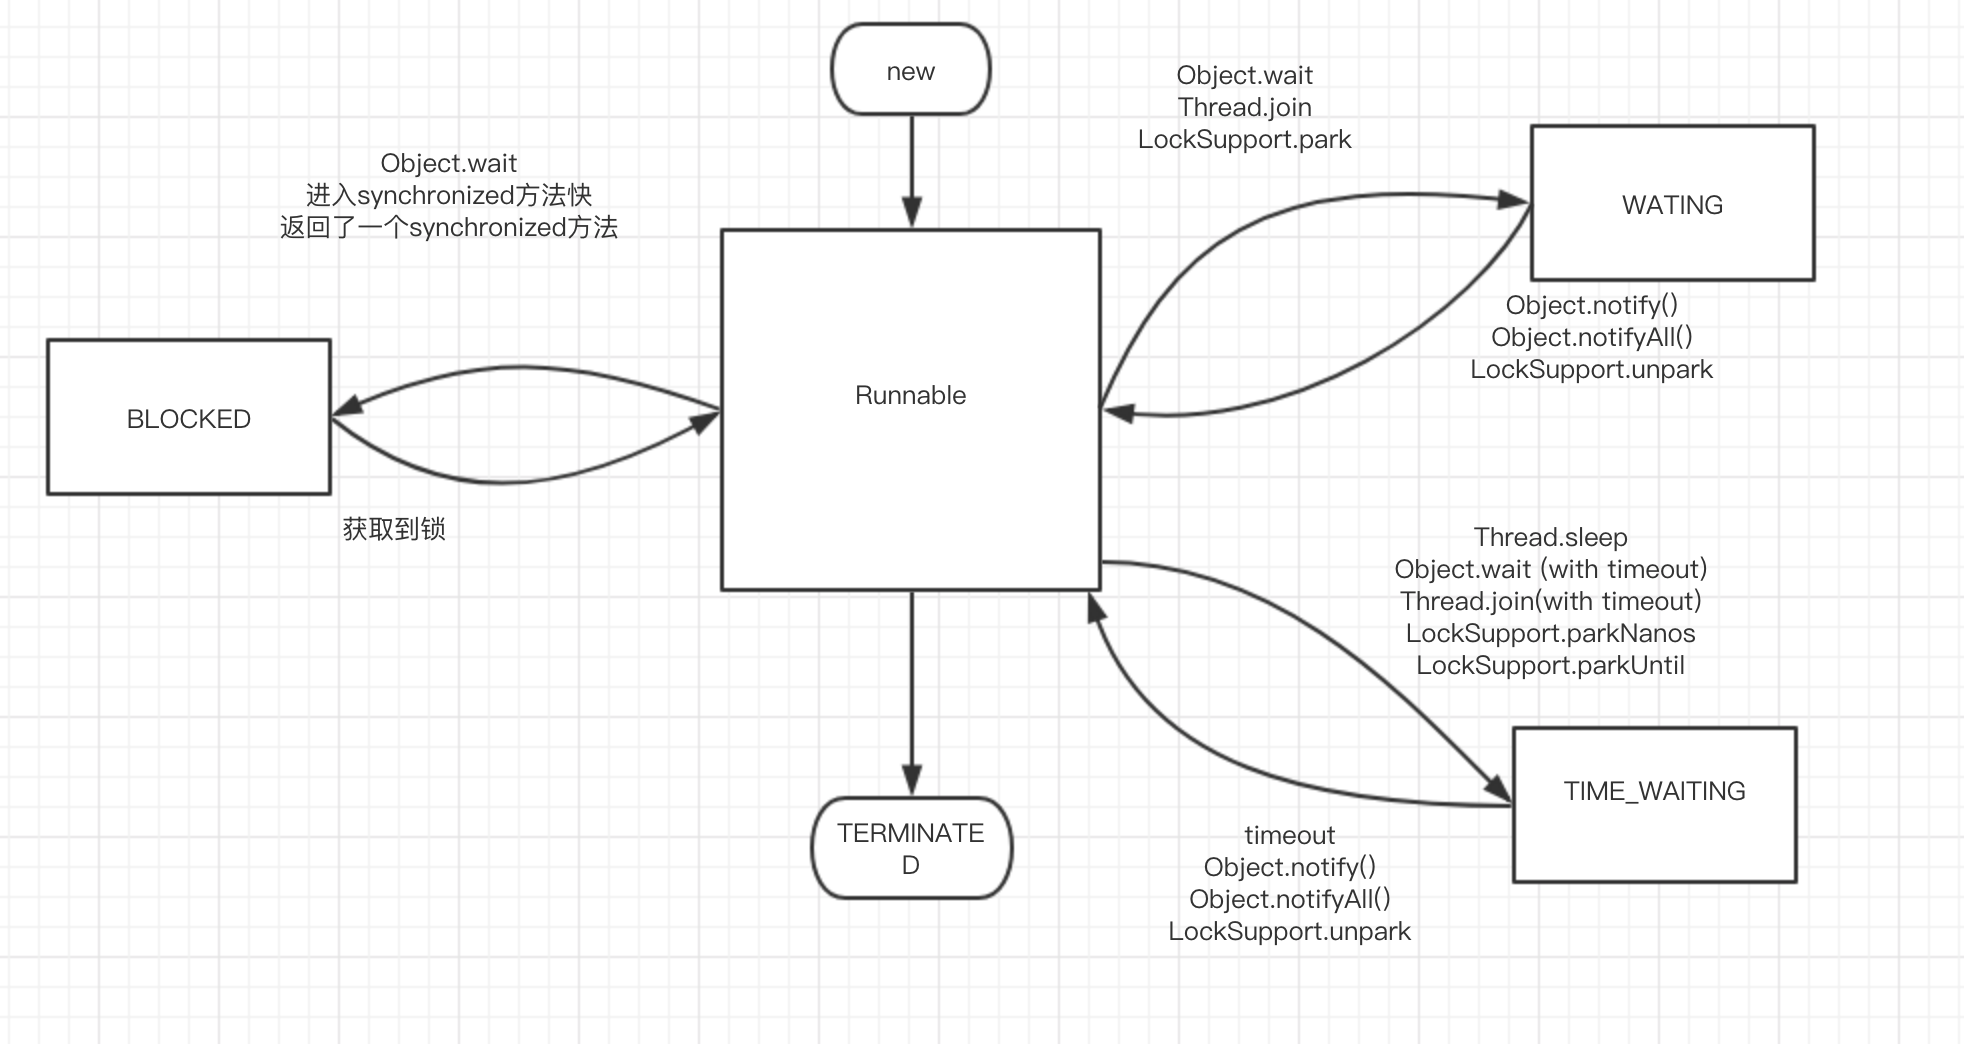 new
Object.wait
Thread.join
LockSupport.park
Object.wait
进入synchronized方法快
返回了一个synchronized方法
WATING
Object.notify()
Object.notifyAll()
LockSupport.unpark
Runnable
BLOCKED
获取到锁
Thread.sleep
Object.wait (with timeout)
Thread.join(with timeout)
LockSupport.parkNanos
LockSupport.parkUntil
TIME_WAITING
TERMINATE
D
timeout
Object.notify()
Object.notifyAll()
LockSupport.unpark